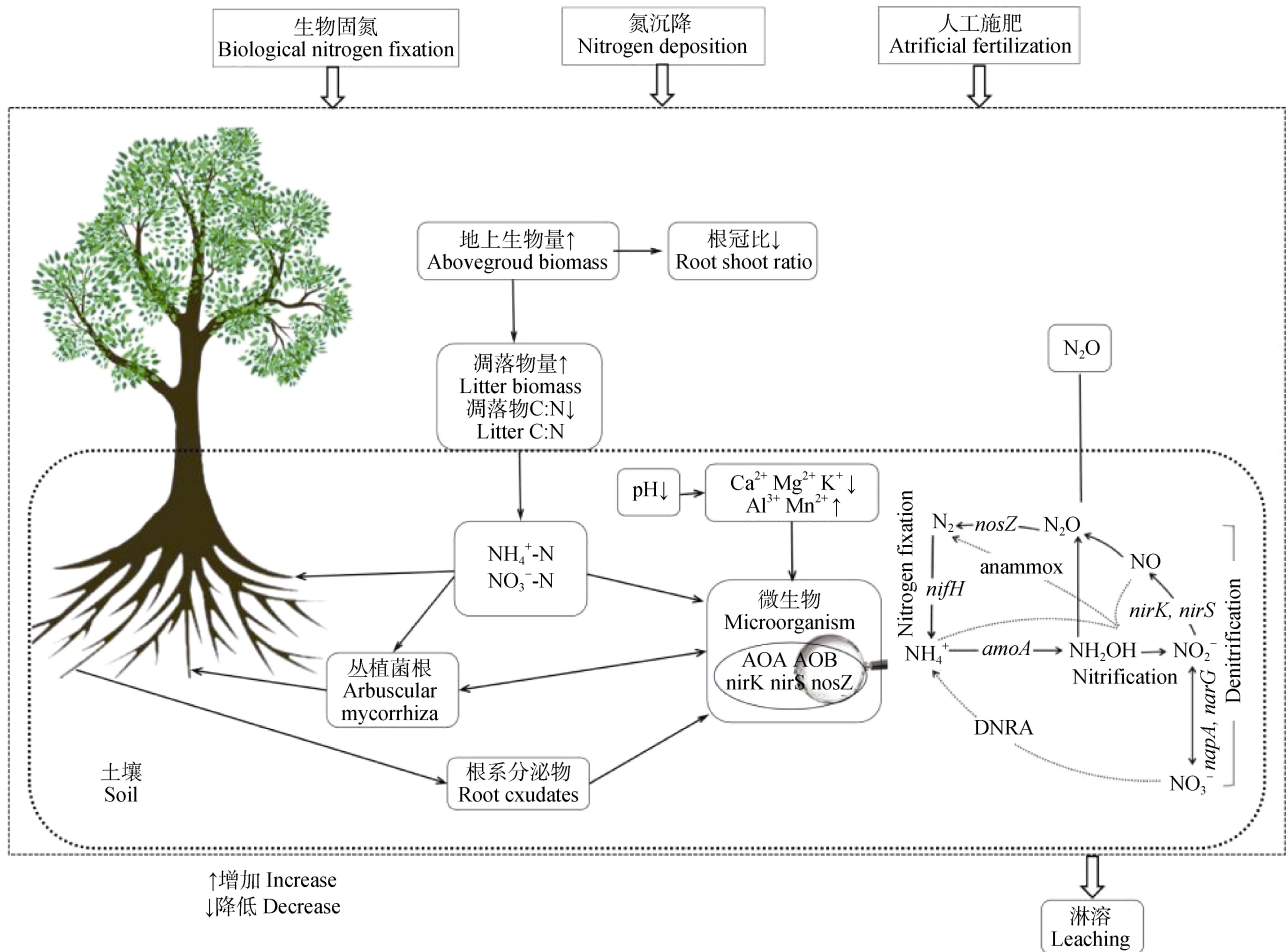 生物固氮
Biological nitrogen fixation
氮沉降
Nitrogen deposition
人工施肥
Atrificial fertilization
地上生物量↑
Abovegroud biomass
根冠比↓
Root shoot ratio
凋落物量↑
Litter biomass
凋落物C:N↓
Litter C:N
N₂O
pH↓
Ca²⁺ Mg²⁺ K⁺↓
Al³⁺ Mn²⁺↑
NH₄⁺-N
NO₃⁻-N
微生物
Microorganism
AOA AOB
nirK nirS nosZ
丛植菌根
Arbuscular
mycorrhiza
根系分泌物
Root cxudates
土壤
Soil
Nitrogen fixation
N₂
nosZ
N₂O
NO
anammox
nifH
nirK, nirS
NH₄⁺
amoA
NH₂OH
NO₂⁻
Nitrification
Denitrification
napA, narG
DNRA
NO₃⁻
↑增加 Increase
↓降低 Decrease
淋溶
Leaching